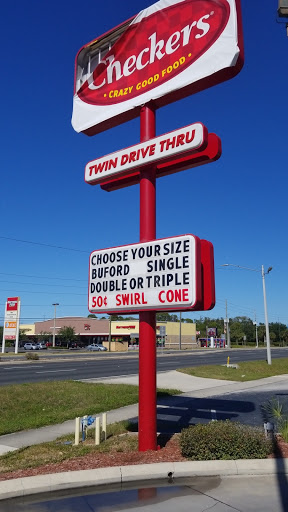 Checkers®
• CRAZY GOOD FOOD •
TWIN DRIVE THRU
CHOOSE YOUR SIZE
BUFORD SINGLE
DOUBLE OR TRIPLE
50¢ SWIRL CONE